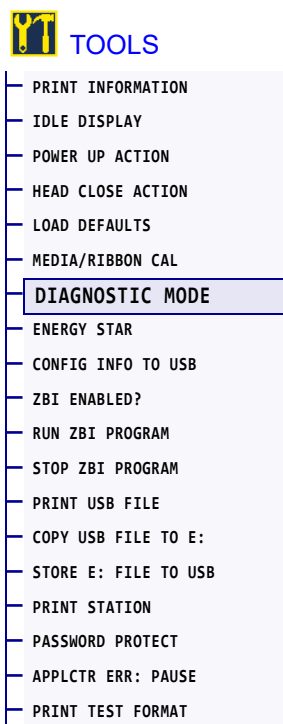 TOOLS
PRINT INFORMATION
IDLE DISPLAY
POWER UP ACTION
HEAD CLOSE ACTION
LOAD DEFAULTS
MEDIA/RIBBON CAL
DIAGNOSTIC MODE
ENERGY STAR
CONFIG INFO TO USB
ZBI ENABLED?
RUN ZBI PROGRAM
STOP ZBI PROGRAM
PRINT USB FILE
COPY USB FILE TO E:
STORE E: FILE TO USB
PRINT STATION
PASSWORD PROTECT
APPLCTR ERR: PAUSE
PRINT TEST FORMAT